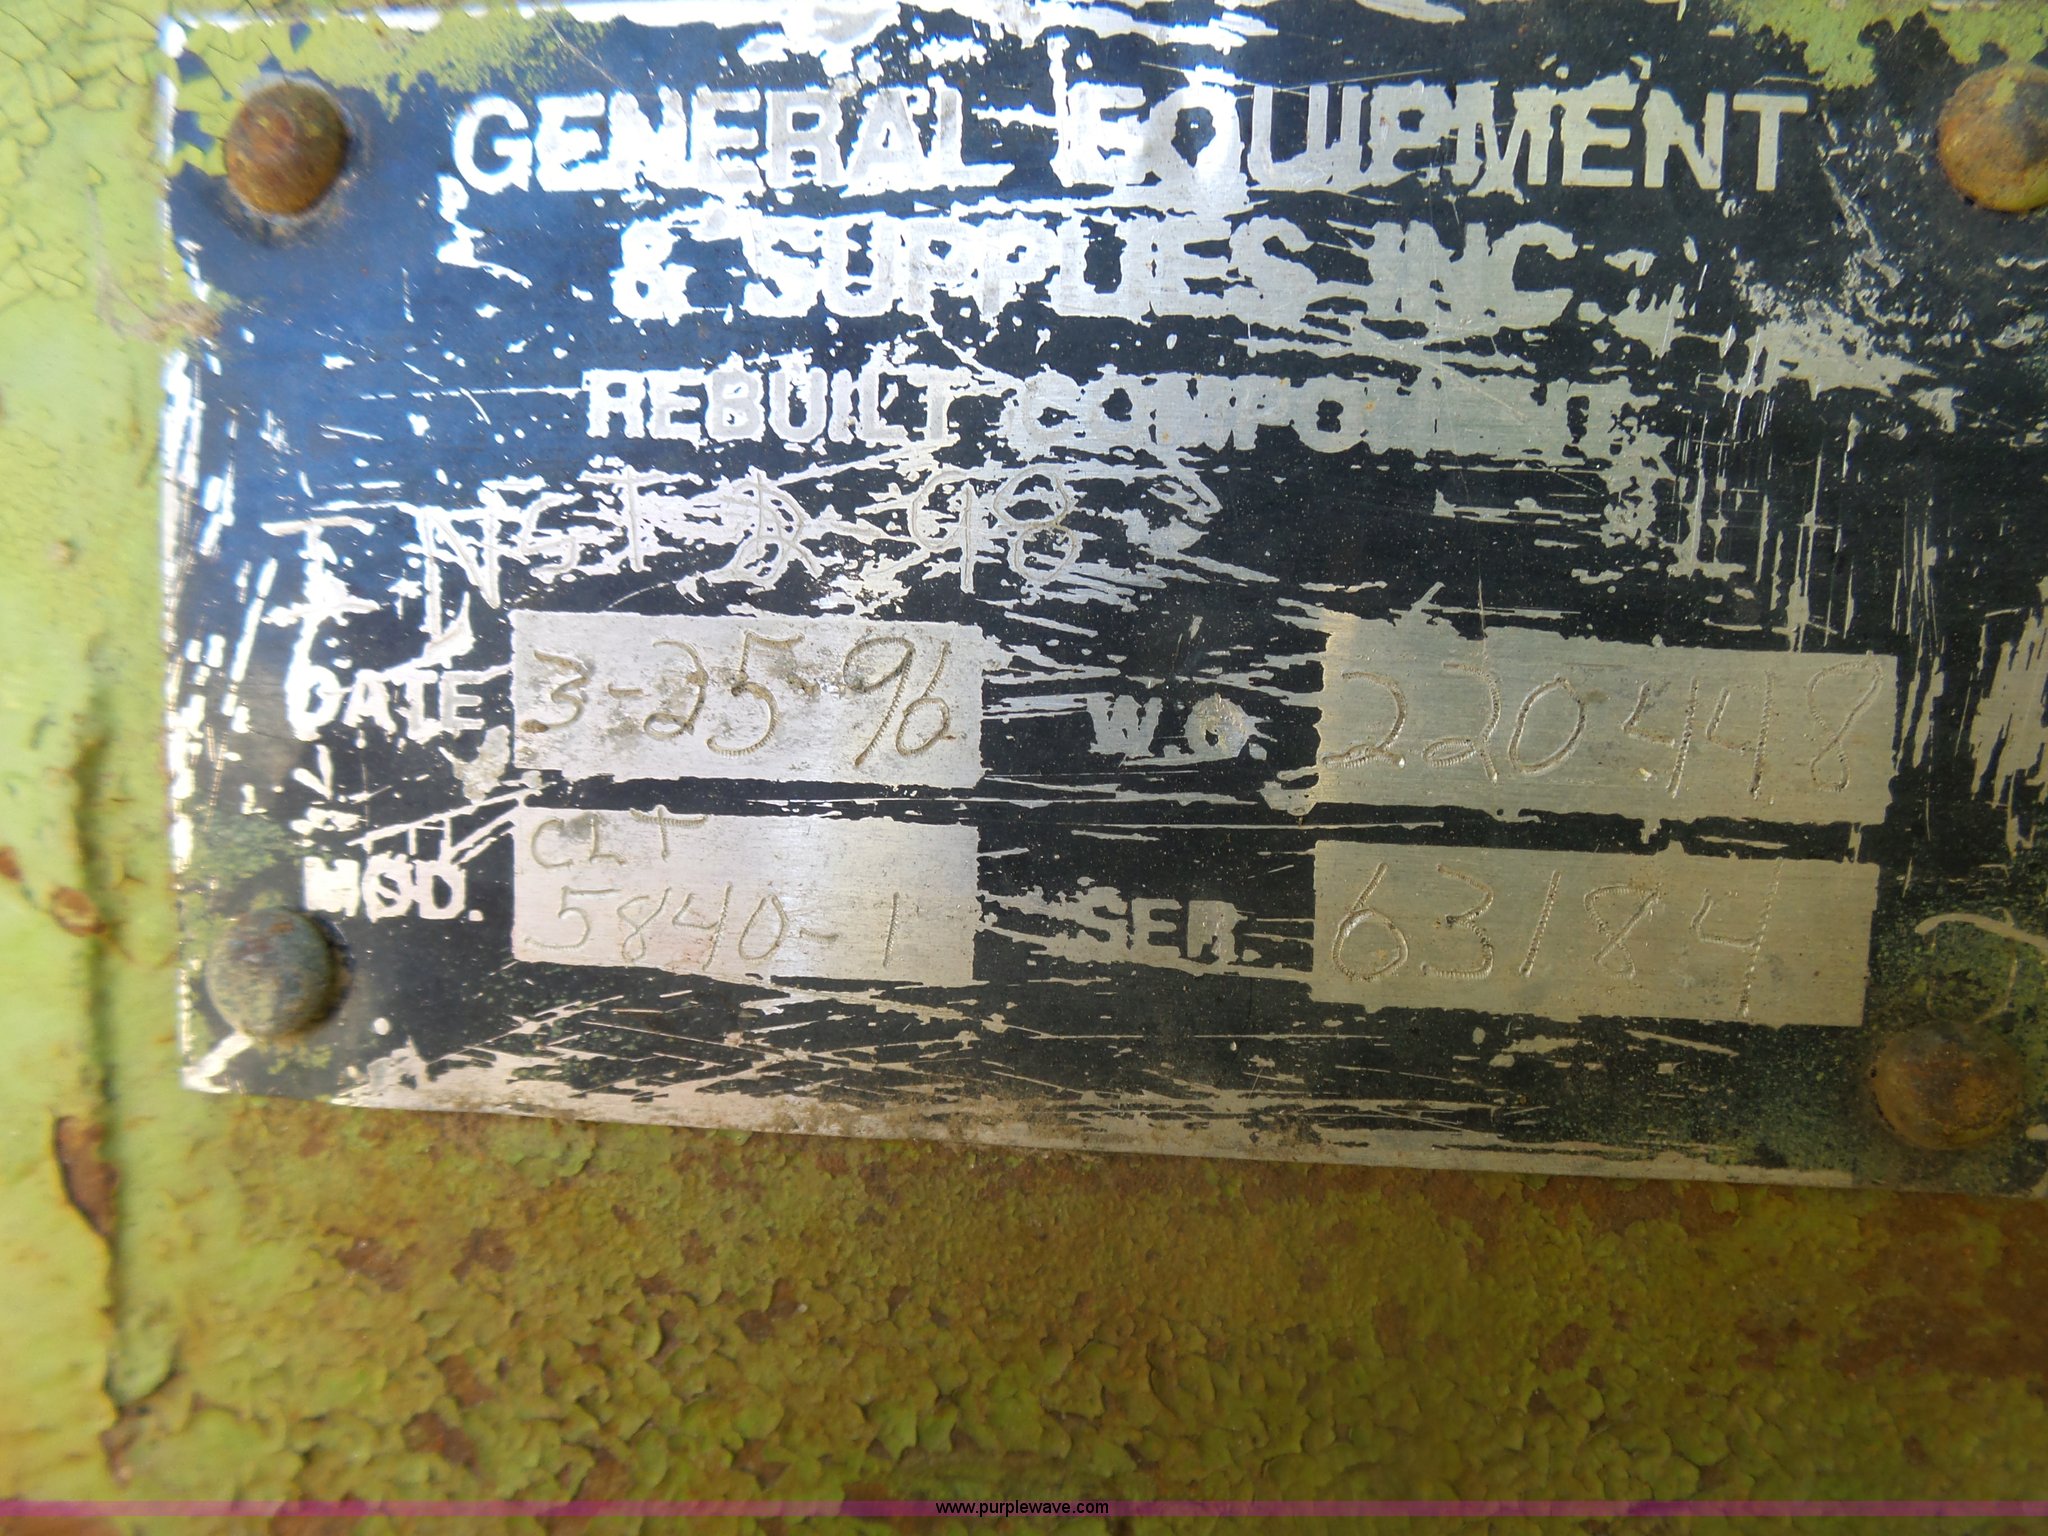 GENERAL EQUIPMENT
& SUPPLIES INC.
REBUILT COMPONENT
98
DATE 3-25-96 W.O. 220448
MOD. CLT 5840-1 SER. 63184
www.purplewave.com